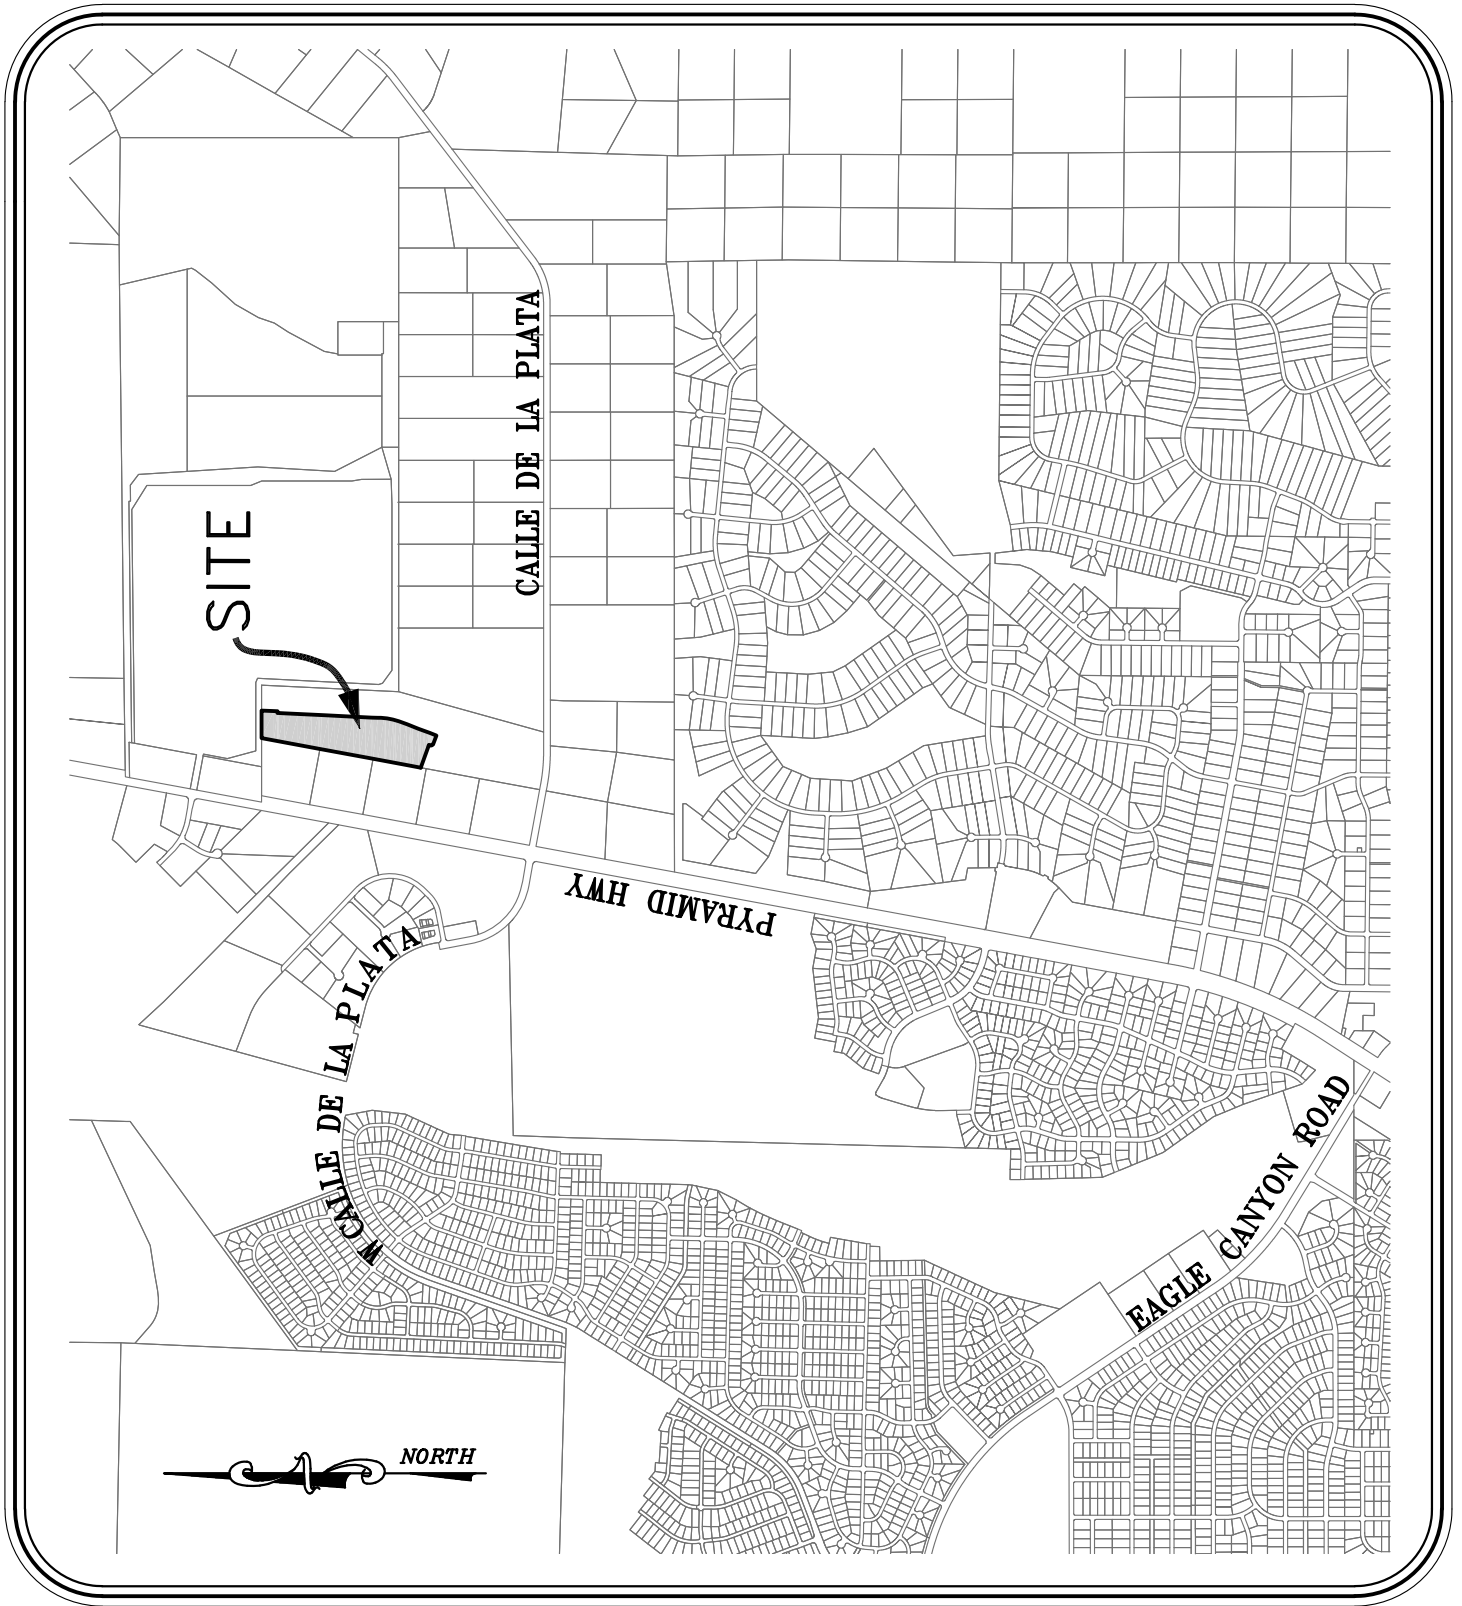 CALLE DE LA PLATA
SITE
PYRAMID HWY
W CALLE DE LA PLATA
EAGLE CANYON ROAD
NORTH